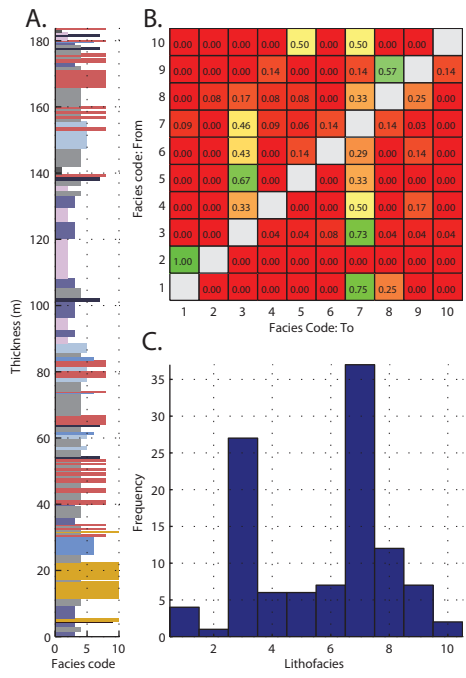 A.
180
160
140
120
100
80
60
40
20
0
Thickness (m)
0 5 10
Facies code
B.
Facies code: From
10 0.00 0.00 0.00 0.00 0.50 0.00 0.50 0.00 0.00
9 0.00 0.00 0.00 0.14 0.00 0.00 0.14 0.57 0.14
8 0.00 0.08 0.17 0.08 0.08 0.00 0.33 0.25 0.00
7 0.09 0.00 0.46 0.09 0.06 0.14 0.14 0.03 0.00
6 0.00 0.00 0.43 0.00 0.14 0.29 0.00 0.14 0.00
5 0.00 0.00 0.67 0.00 0.00 0.33 0.00 0.00 0.00
4 0.00 0.00 0.33 0.00 0.00 0.50 0.00 0.17 0.00
3 0.00 0.00 0.04 0.04 0.08 0.73 0.04 0.04 0.04
2 1.00 0.00 0.00 0.00 0.00 0.00 0.00 0.00 0.00
1 0.00 0.00 0.00 0.00 0.00 0.75 0.25 0.00 0.00
1 2 3 4 5 6 7 8 9 10
Facies Code: To
C.
35
30
25
20
15
10
5
0
Frequency
2 4 6 8 10
Lithofacies